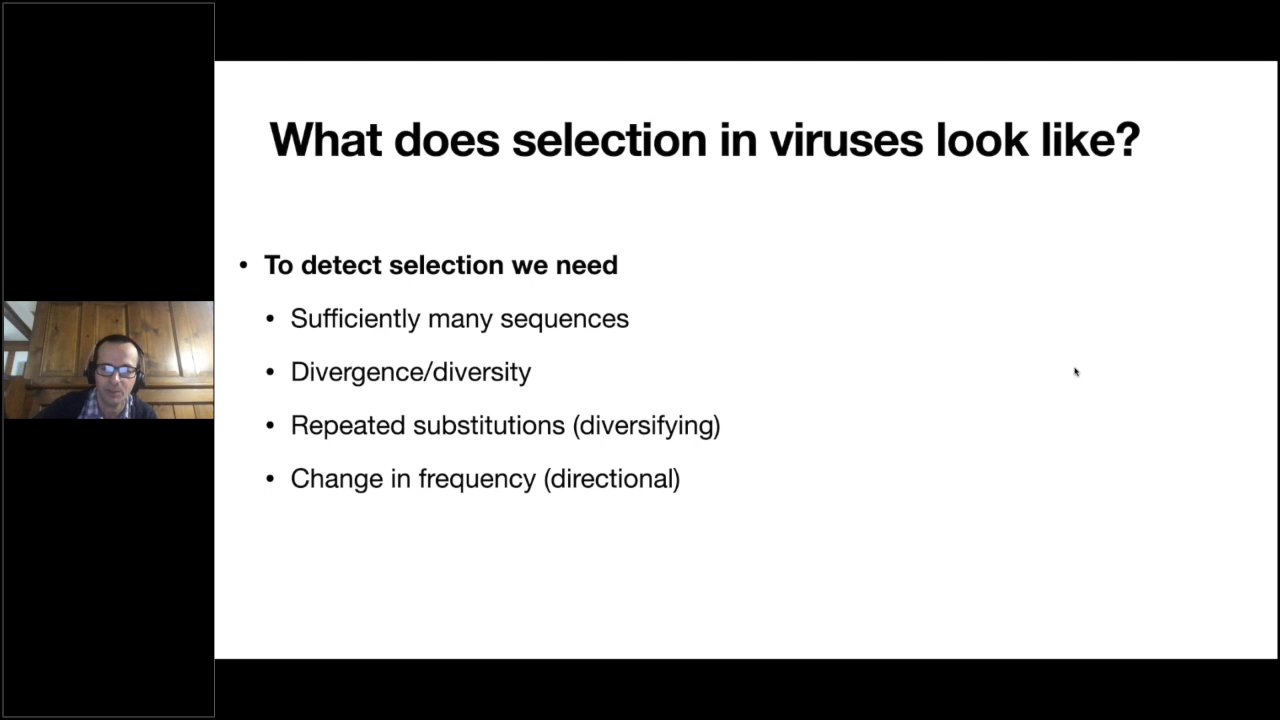 What does selection in viruses look like?
• To detect selection we need
• Sufficiently many sequences
• Divergence/diversity
• Repeated substitutions (diversifying)
• Change in frequency (directional)